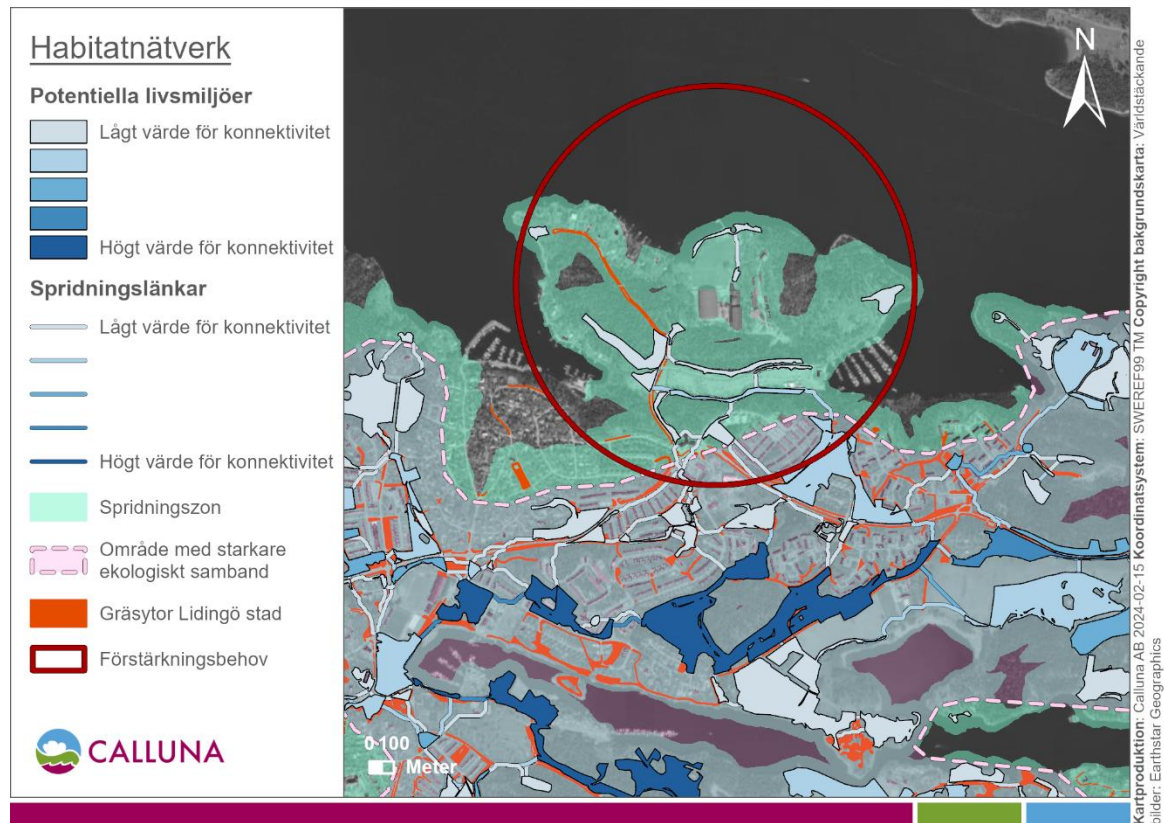 Habitatnätverk
Potentiella livsmiljöer
Lågt värde för konnektivitet
Högt värde för konnektivitet
Spridningslänkar
Lågt värde för konnektivitet
Högt värde för konnektivitet
Spridningszon
Område med starkare
ekologiskt samband
Gräsytor Lidingö stad
Förstärkningsbehov
CALLUNA
N
0 100
Meter
Kartproduktion: Calluna AB 2024-02-15 Koordinatsystem: SWEREF99 TM Copyright bakgrundskarta: Världstäckande
bilder: Earthstar Geographics